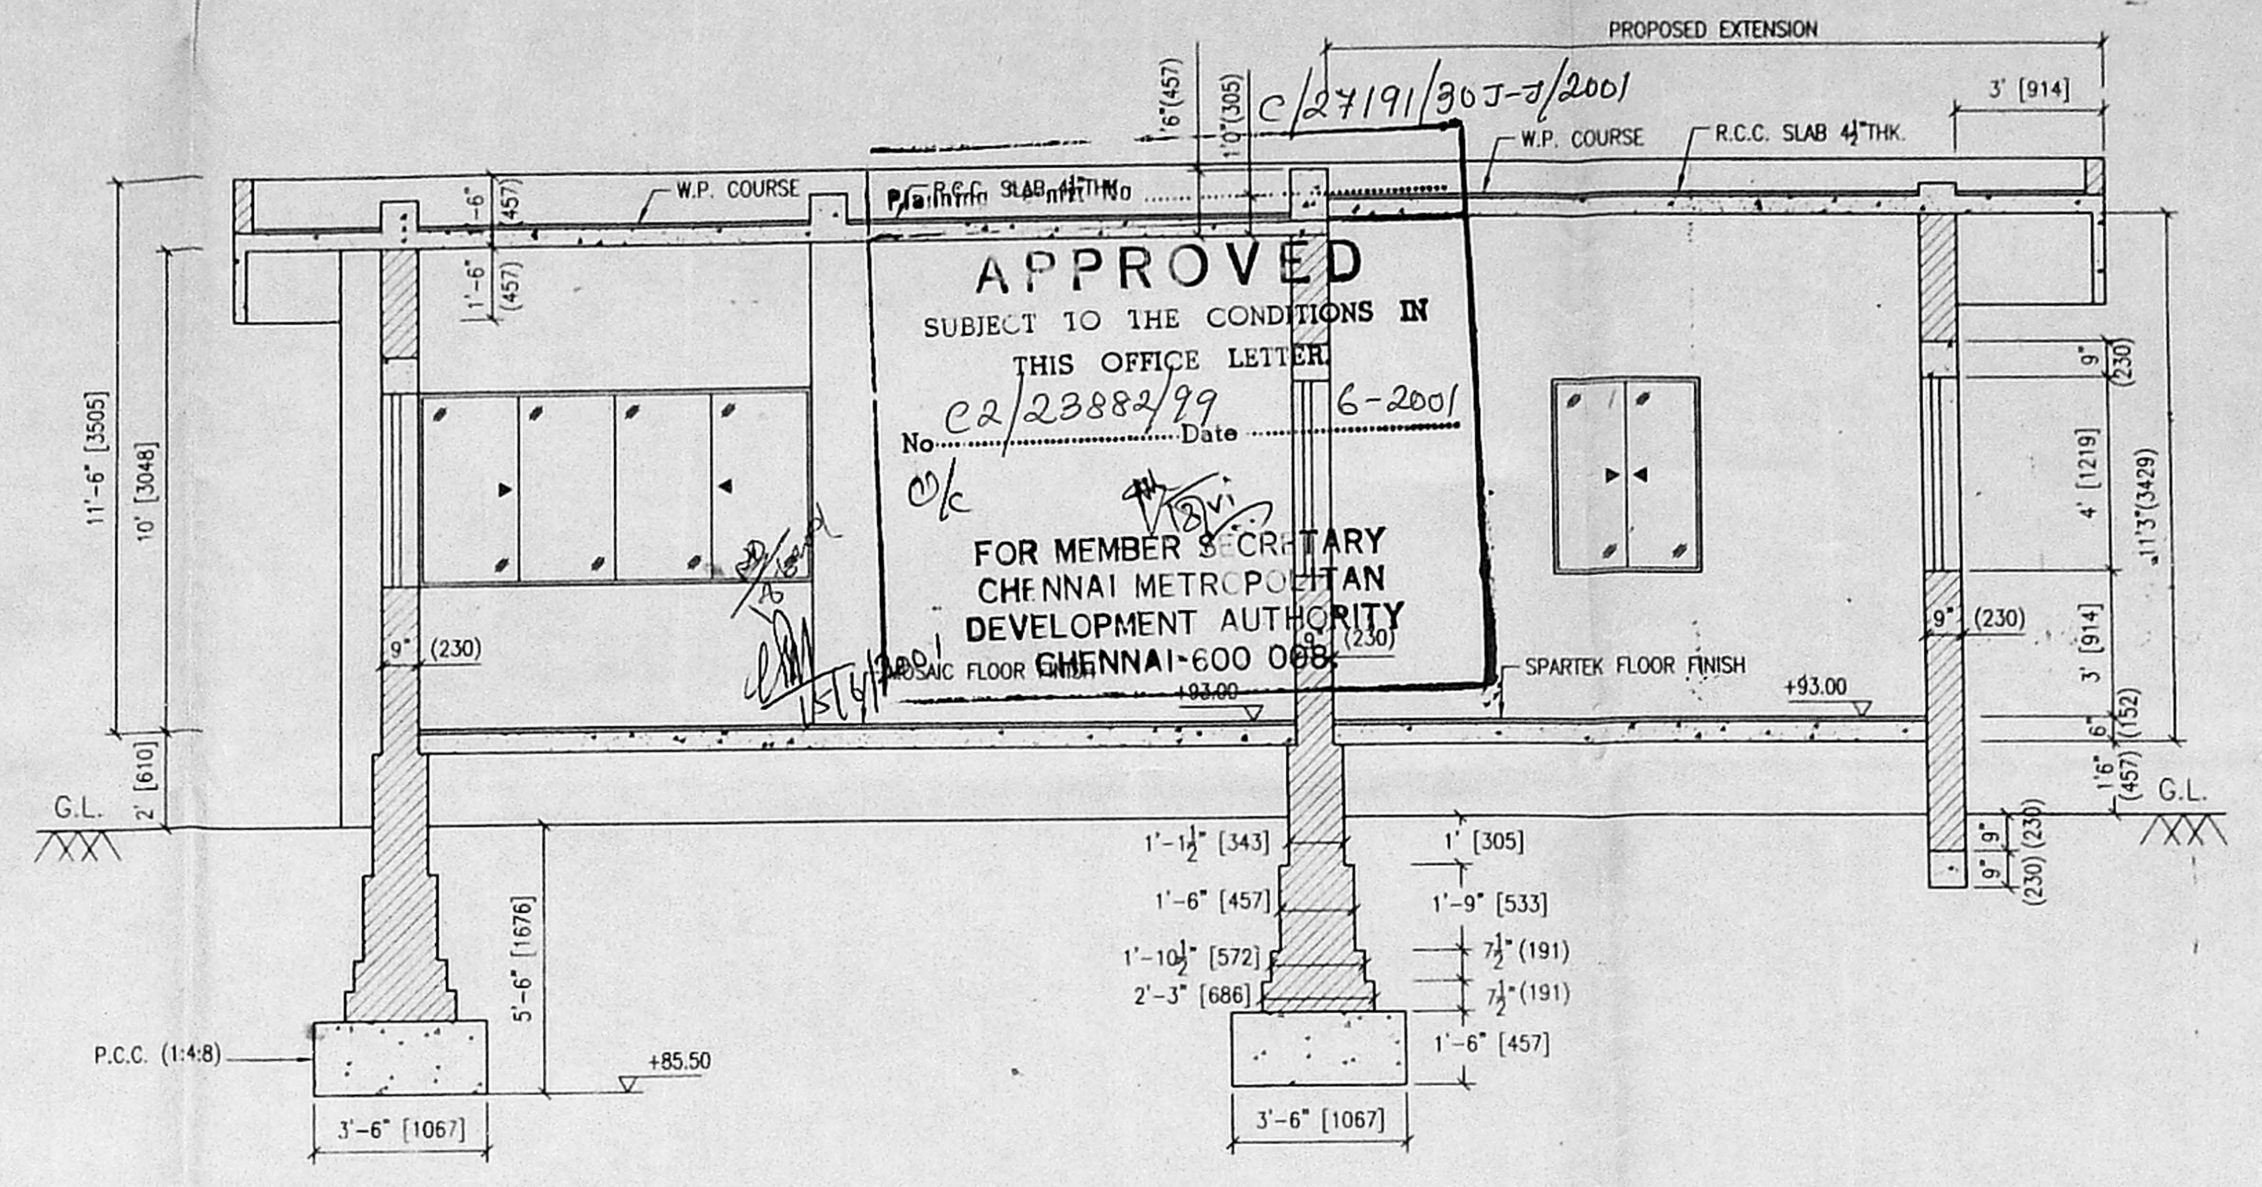 PROPOSED EXTENSION
C/27191/30 J-J/2001
3' [914]
'6"(457)
1'0"(305)
W.P. COURSE
R.C.C. SLAB 4½"THK.
W.P. COURSE
R.C.C. SLAB 4½"THK.
No
1'-6"
(457)
1'-6"
(457)
APPROVED
SUBJECT TO THE CONDITIONS IN
THIS OFFICE LETTER
No C2/23882/99 Date 6-2001
O/c
FOR MEMBER SECRETARY
CHENNAI METROPOLITAN
DEVELOPMENT AUTHORITY
CHENNAI-600 008.
11'-6" [3505]
10' [3048]
2' [610]
9" (230)
MOSAIC FLOOR FINISH
+93.00
9" (230)
SPARTEK FLOOR FINISH
+93.00
9" (230)
9"
(230)
4' [1219]
11'3"(3429)
3' [914]
6" (152)
1'6"
(457)
G.L.
G.L.
9" (230)
9" (230)
1'-1½" [343]
1' [305]
1'-6" [457]
1'-9" [533]
1'-10½" [572]
7½" (191)
2'-3" [686]
7½" (191)
1'-6" [457]
5'-6" [1676]
P.C.C. (1:4:8)
+85.50
3'-6" [1067]
3'-6" [1067]